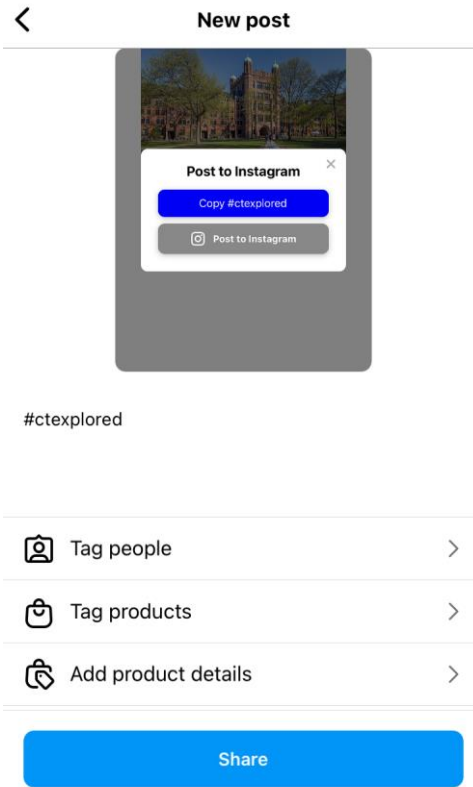 New post
Post to Instagram
Copy #ctexplored
Post to Instagram
#ctexplored
Tag people
Tag products
Add product details
Share